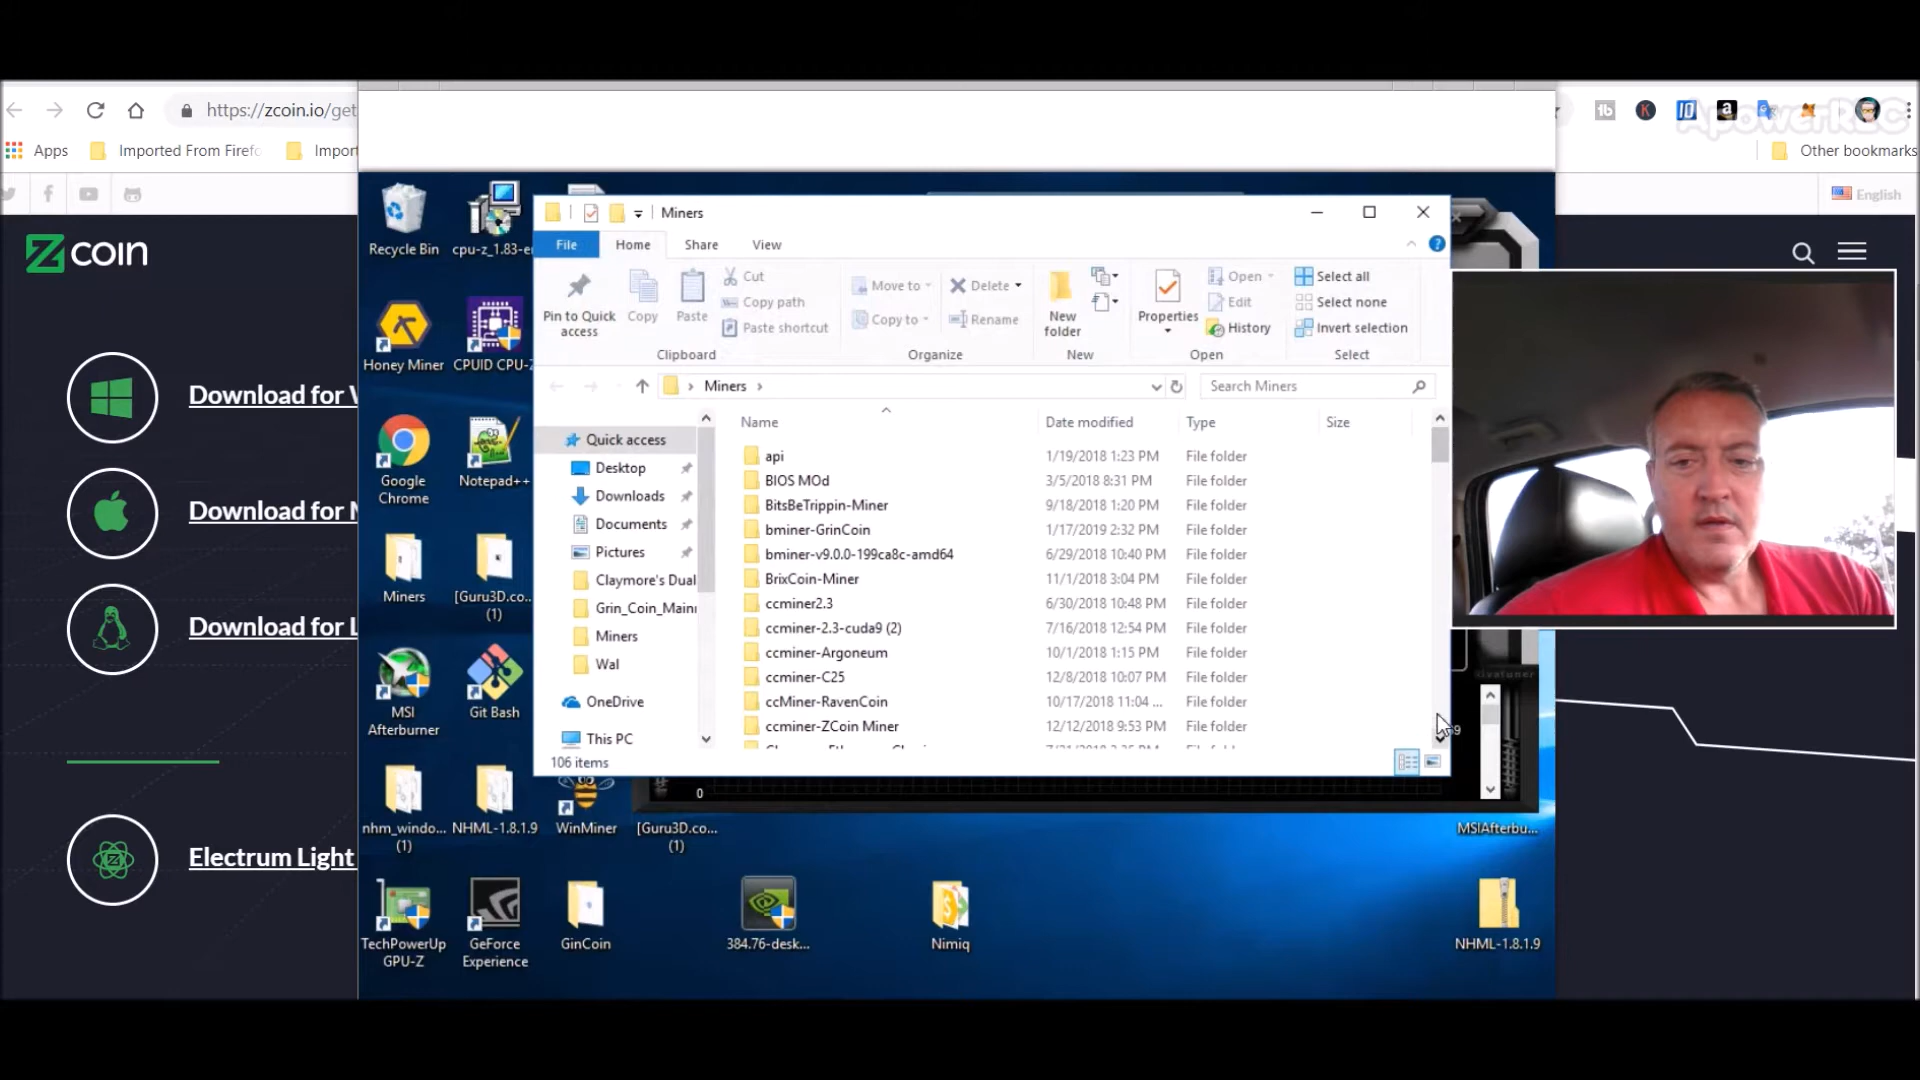 https://zcoin.io/get
ApowerREC
Apps
Imported From Firefo
Import
Other bookmarks
English
coin
Download for
Download for
Download for
Electrum Light
Recycle Bin
cpu-z_1.83-en
Honey Miner
CPUID CPU-Z
Google
Chrome
Notepad++
Miners
[Guru3D.co...
(1)
MSI
Afterburner
Git Bash
nhm_windo...
(1)
NHML-1.8.1.9
WinMiner
[Guru3D.co...
(1)
MSIAfterbu...
TechPowerUp
GPU-Z
GeForce
Experience
GinCoin
384.76-desk...
Nimiq
NHML-1.8.1.9
0
Miners
File Home Share View
Pin to Quick
access
Copy
Paste
Cut
Copy path
Paste shortcut
Clipboard
Move to
Copy to
Delete
Rename
Organize
New
folder
New
Properties
Open
Edit
History
Open
Select all
Select none
Invert selection
Select
Miners
Search Miners
Quick access
Desktop
Downloads
Documents
Pictures
Claymore's Dual
Grin_Coin_Main
Miners
Wal
OneDrive
This PC
Name Date modified Type Size
api 1/19/2018 1:23 PM File folder
BIOS MOd 3/5/2018 8:31 PM File folder
BitsBeTrippin-Miner 9/18/2018 1:20 PM File folder
bminer-GrinCoin 1/17/2019 2:32 PM File folder
bminer-v9.0.0-199ca8c-amd64 6/29/2018 10:40 PM File folder
BrixCoin-Miner 11/1/2018 3:04 PM File folder
ccminer2.3 6/30/2018 10:48 PM File folder
ccminer-2.3-cuda9 (2) 7/16/2018 12:54 PM File folder
ccminer-Argoneum 10/1/2018 1:15 PM File folder
ccminer-C25 12/8/2018 10:07 PM File folder
ccMiner-RavenCoin 10/17/2018 11:04 ... File folder
ccminer-ZCoin Miner 12/12/2018 9:53 PM File folder
106 items